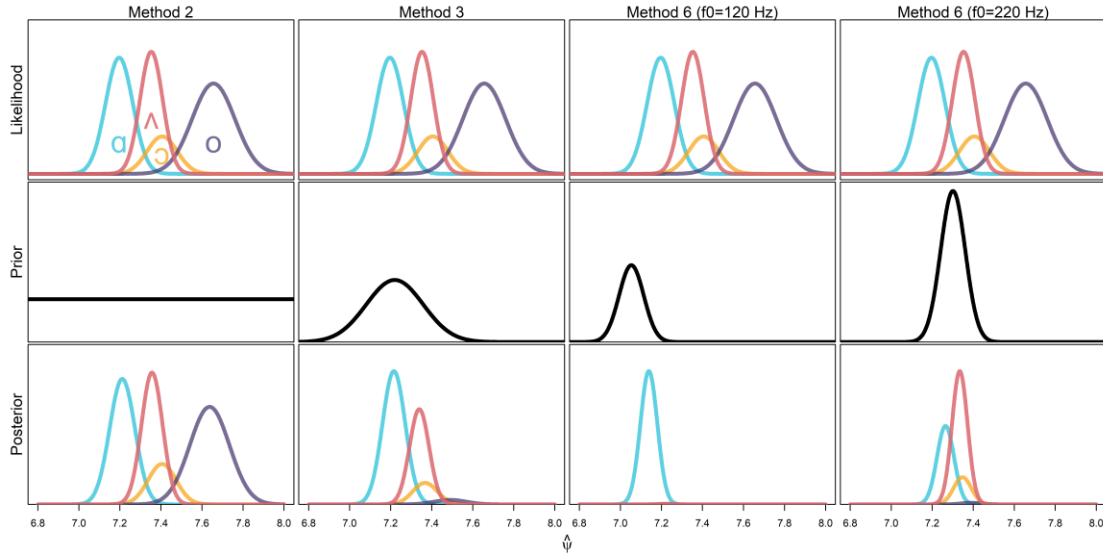 Method 2 Method 3 Method 6 (f0=120 Hz) Method 6 (f0=220 Hz)
Likelihood
ɑ ʌ ɔ o
Prior
Posterior
6.8 7.0 7.2 7.4 7.6 7.8 8.0 7.0 7.2 7.4 7.6 7.8 8.0 6.8 7.0 7.2 7.4 7.6 7.8 8.0 6.8 7.0 7.2 7.4 7.6 7.8 8.0
ψ̂